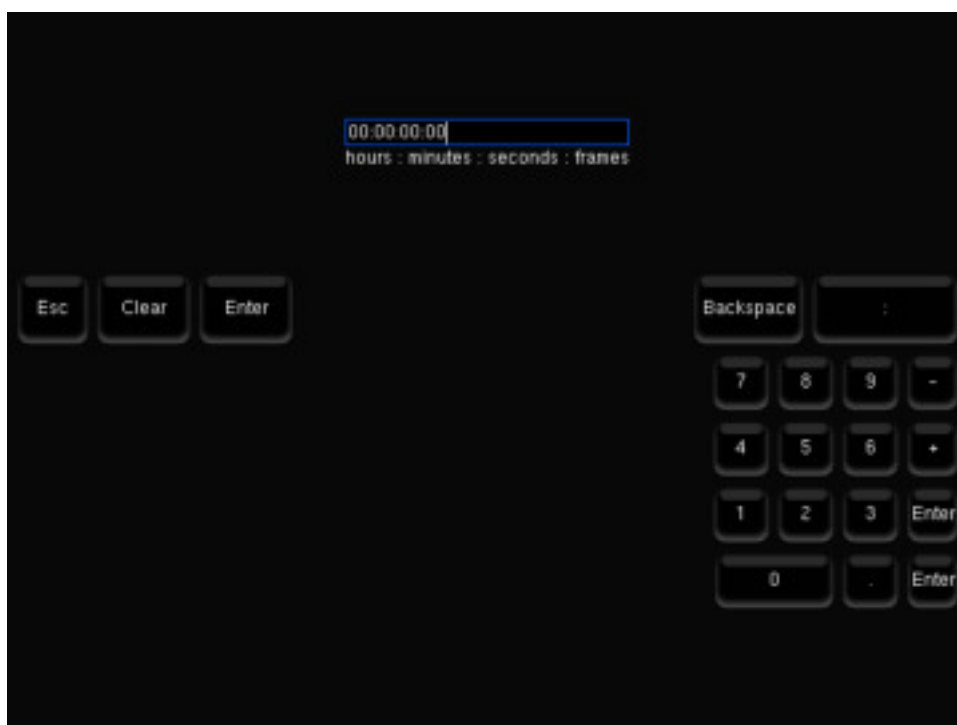 00:00:00:00
hours : minutes : seconds : frames
Esc Clear Enter Backspace :
7 8 9 -
4 5 6 +
1 2 3 Enter
0 . Enter